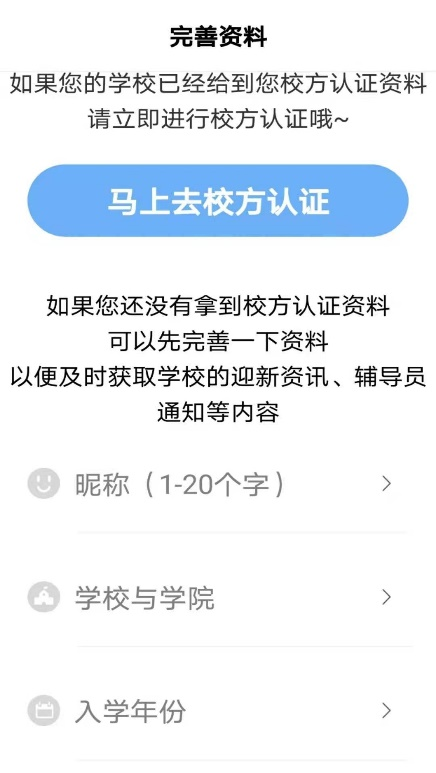 完善资料
如果您的学校已经给到您校方认证资料
请立即进行校方认证哦~
马上去校方认证
如果您还没有拿到校方认证资料
可以先完善一下资料
以便及时获取学校的迎新资讯、辅导员
通知等内容
昵称（1-20个字）
学校与学院
入学年份